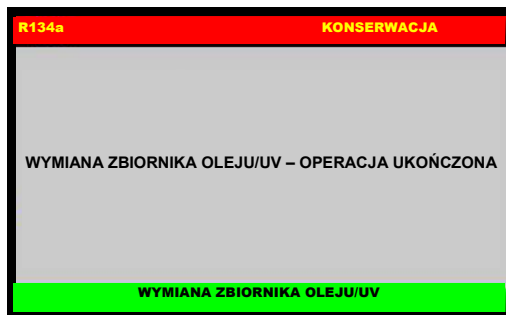 R134a KONSERWACJA
WYMIANA ZBIORNIKA OLEJU/UV – OPERACJA UKOŃCZONA
WYMIANA ZBIORNIKA OLEJU/UV